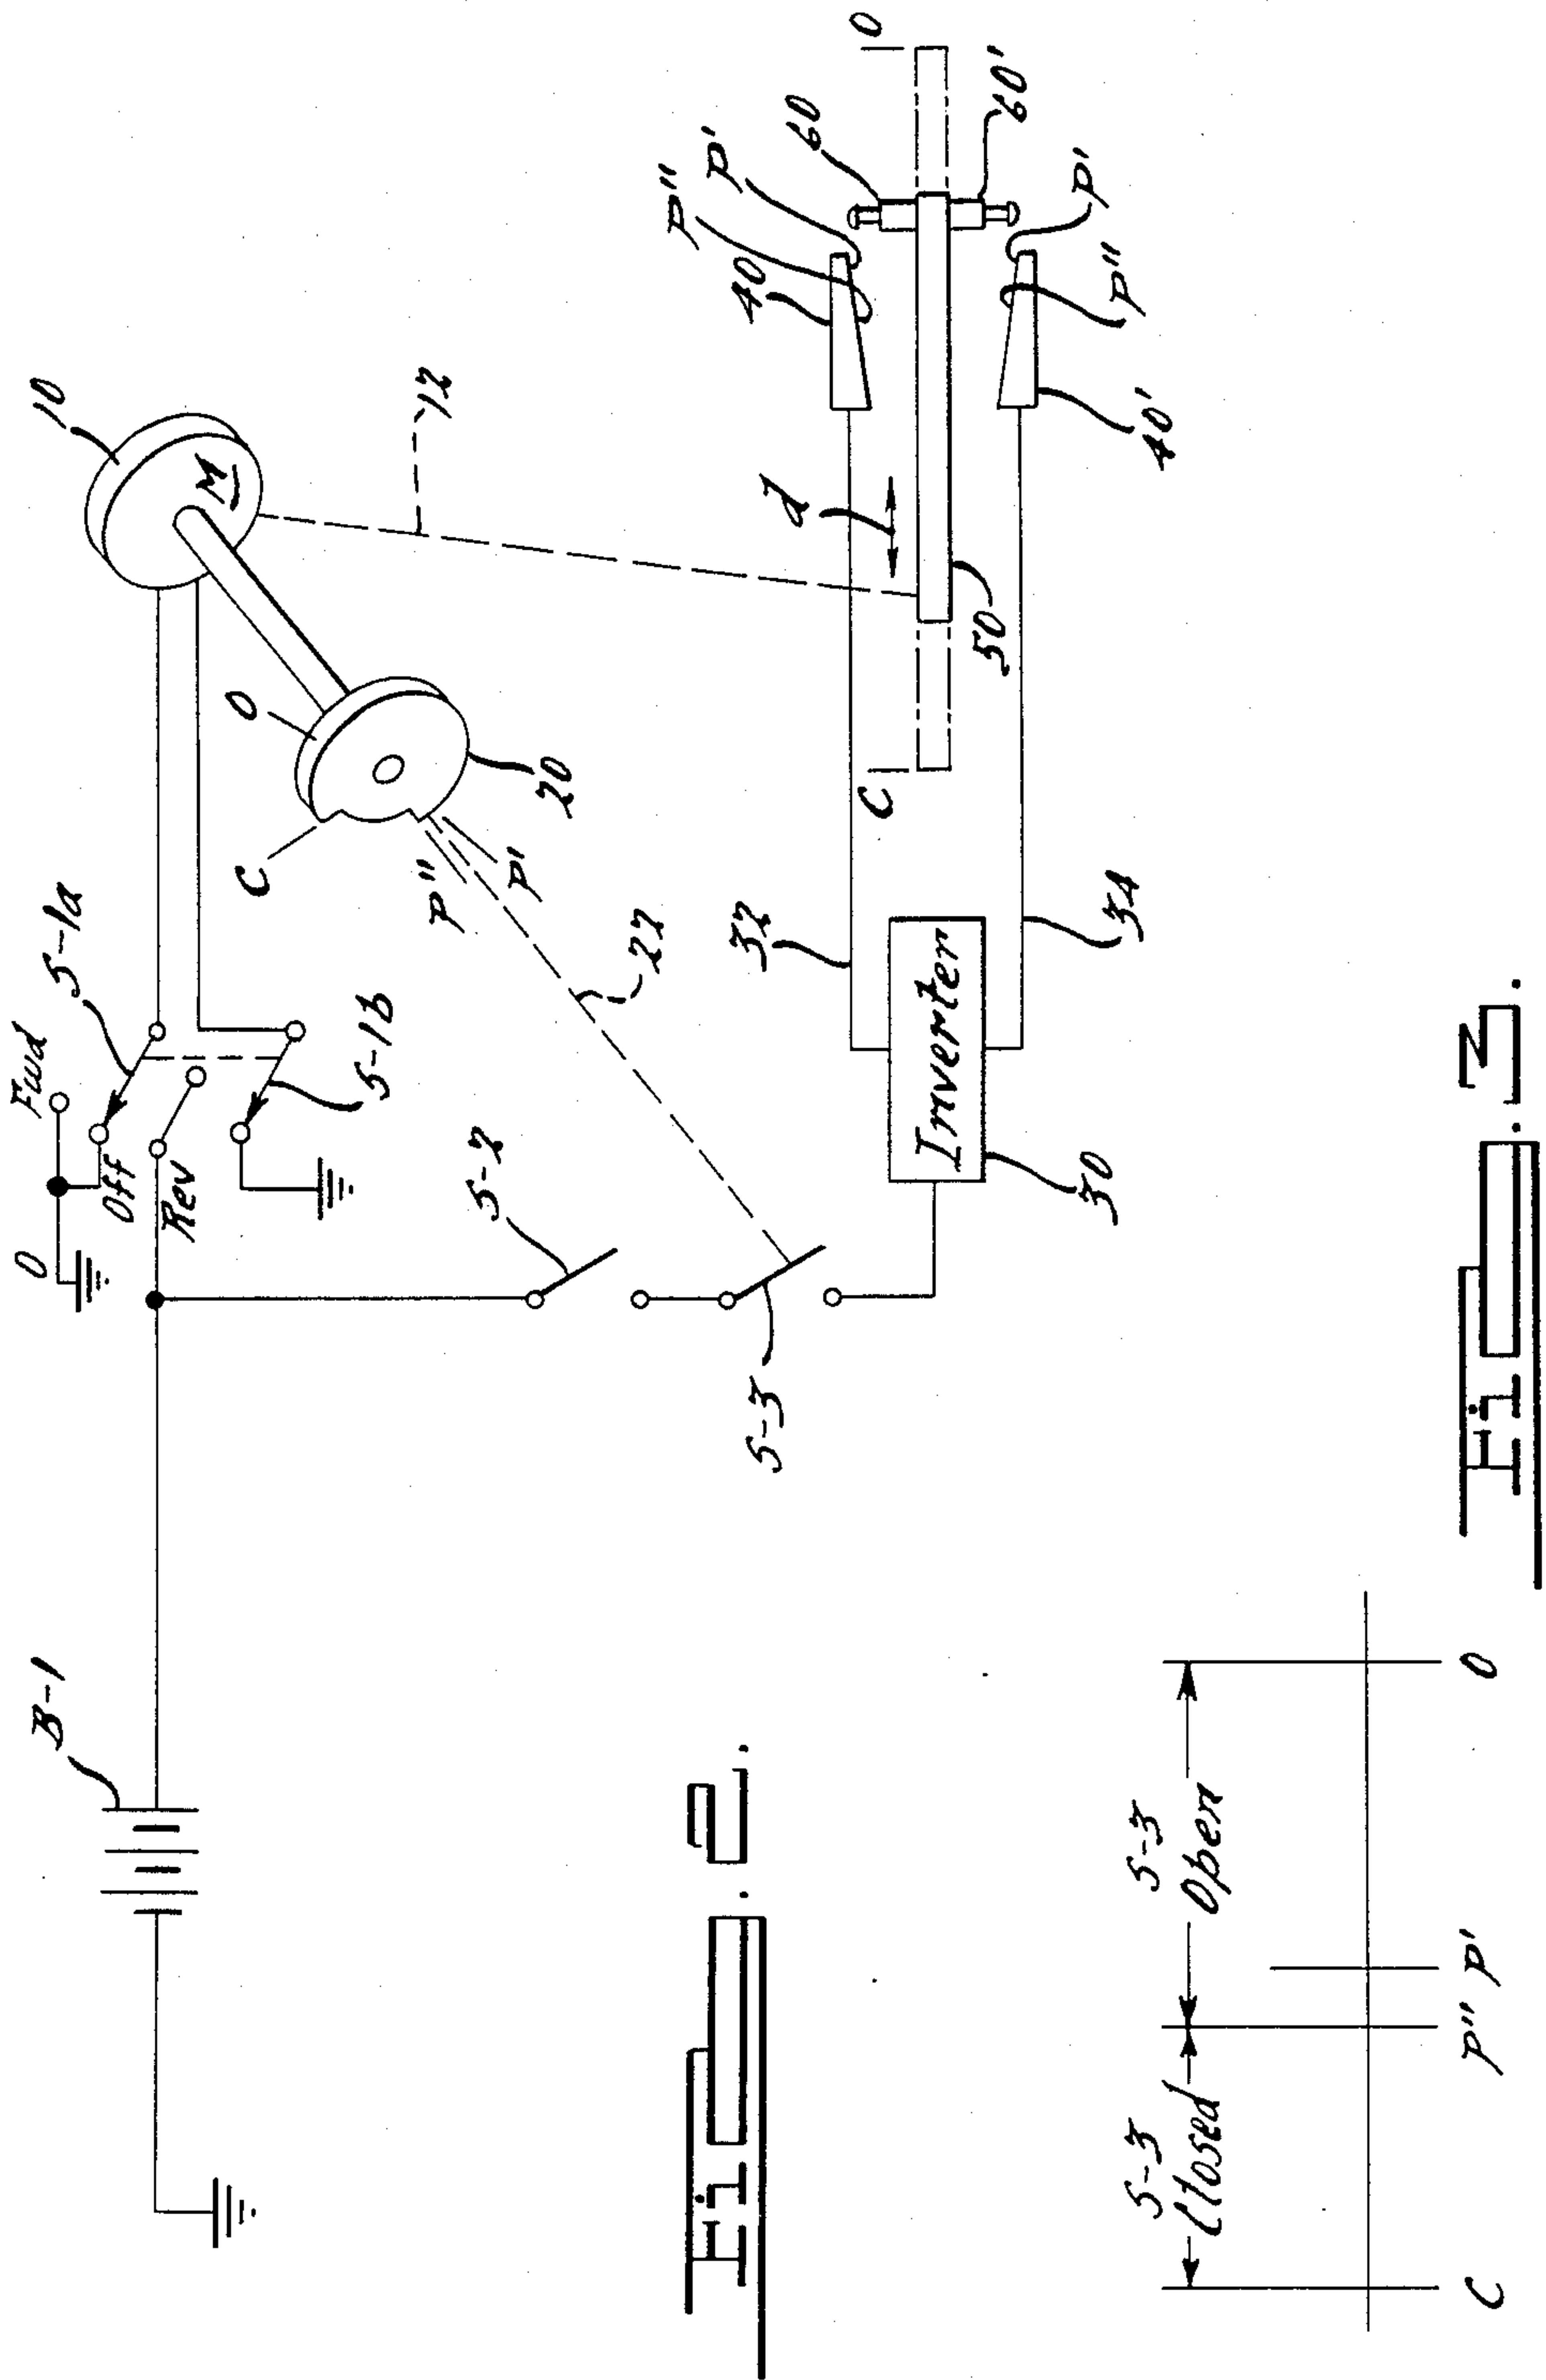 B-1
O
Fwd
Off
Rev
S-1a
S-1b
10
M
12
O
C
20
P''
P'
22
S-2
S-3
Inverter
30
32
34
C
O
d
50
40
P''
P'
60
60'
P'
P''
40'
Fig. 2.
S-3
Closed
S-3
Open
C
P''
P'
O
Fig. 3.